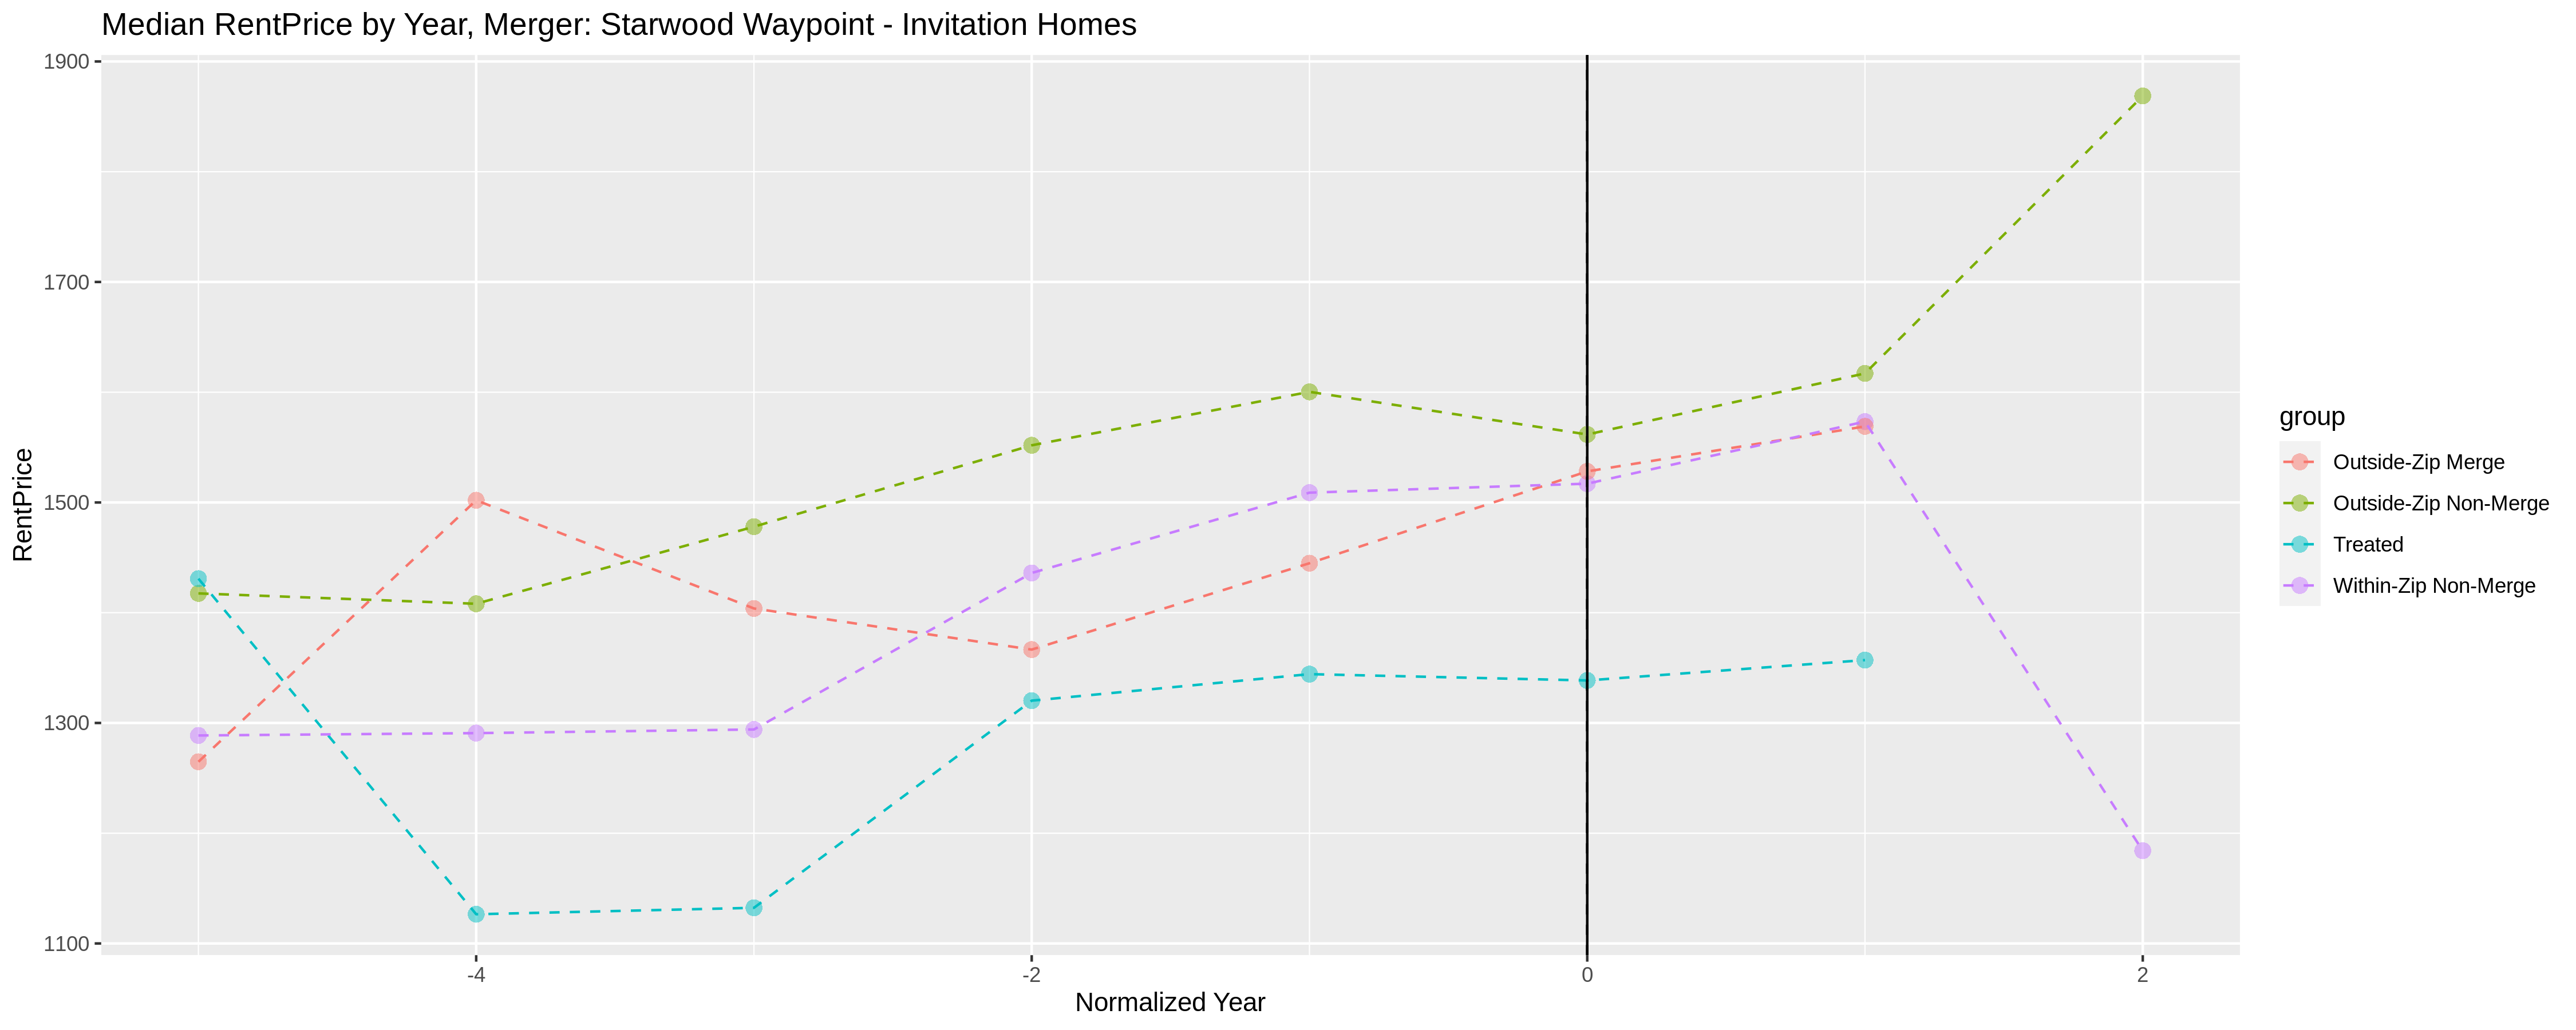 Median RentPrice by Year, Merger: Starwood Waypoint - Invitation Homes
1900
1700
1500
1300
1100
RentPrice
-4
-2
0
2
Normalized Year
group
Outside-Zip Merge
Outside-Zip Non-Merge
Treated
Within-Zip Non-Merge